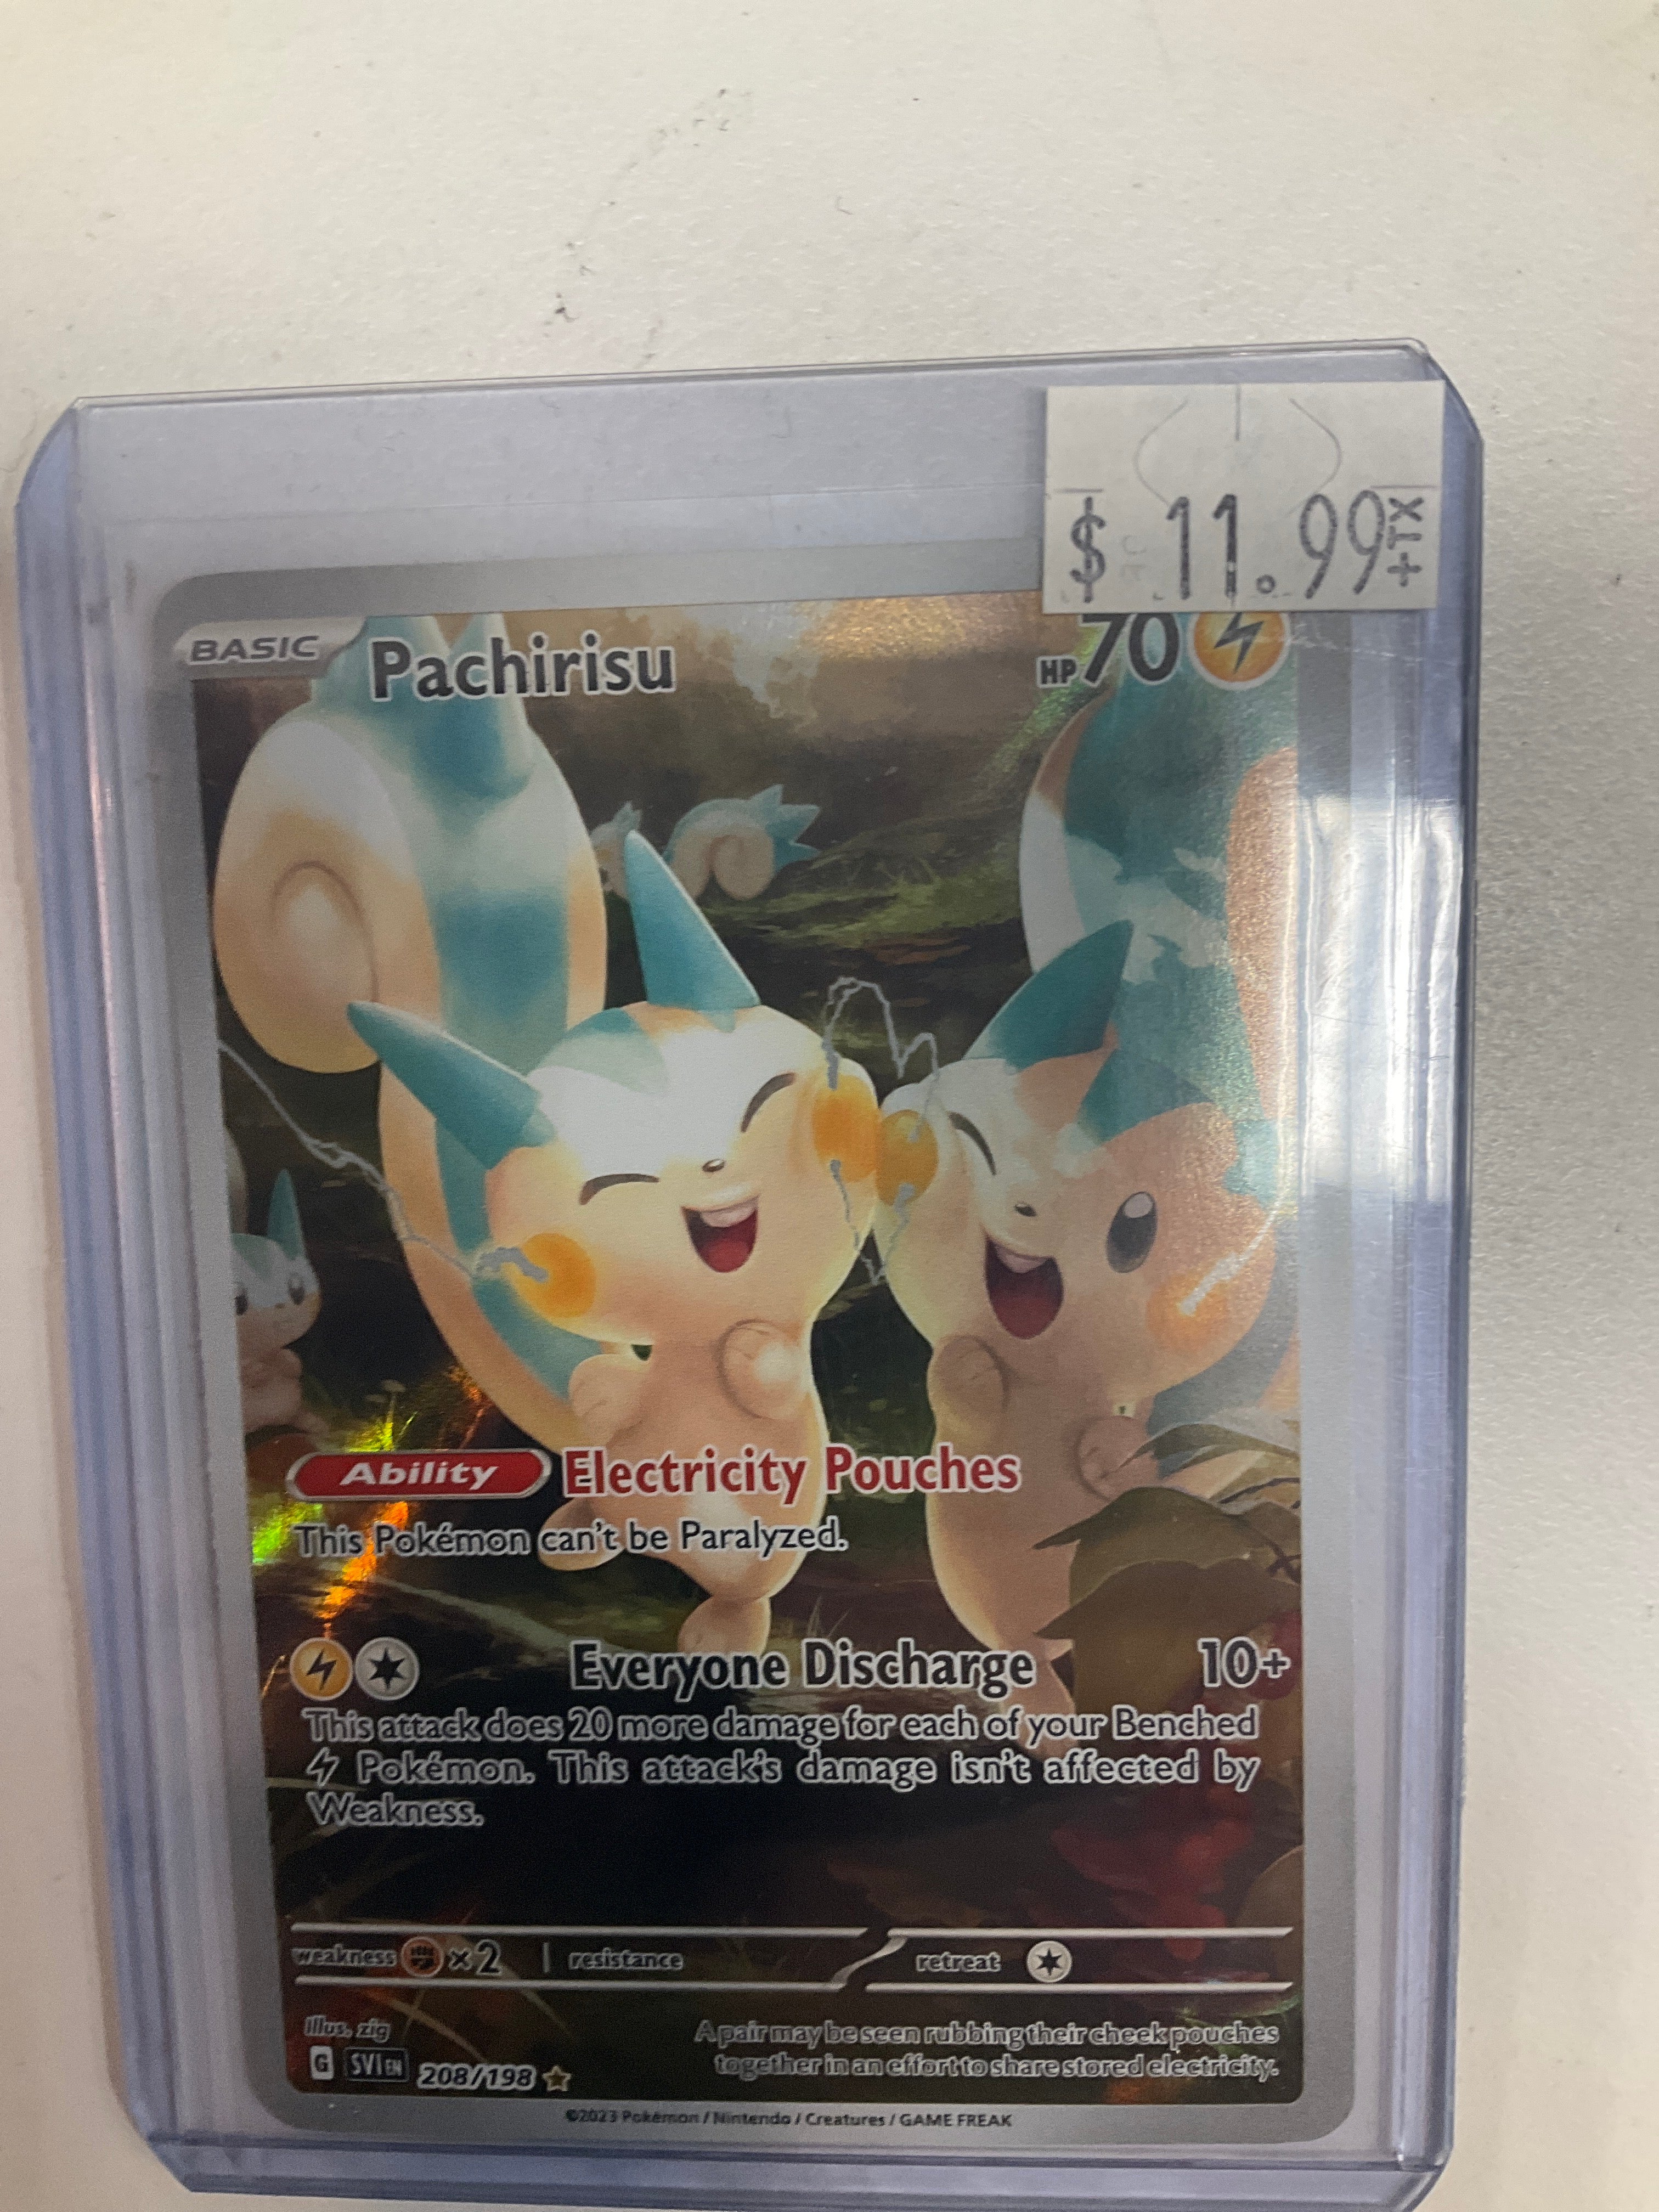 $ 11.99 +TX
BASIC Pachirisu HP 70
Ability Electricity Pouches
This Pokémon can't be Paralyzed.
Everyone Discharge 10+
This attack does 20 more damage for each of your Benched
Pokémon. This attack's damage isn't affected by
Weakness.
weakness ×2 resistance retreat
Illus. zig
A pair may be seen rubbing their cheek pouches
together in an effort to share stored electricity.
G SVI EN 208/198
©2023 Pokémon / Nintendo / Creatures / GAME FREAK